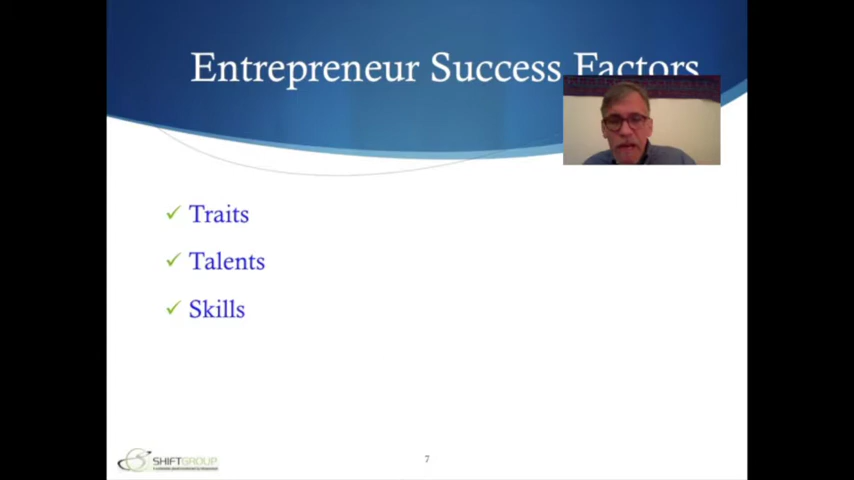 Entrepreneur Success Factors
Traits
Talents
Skills
SHIFTGROUP
7